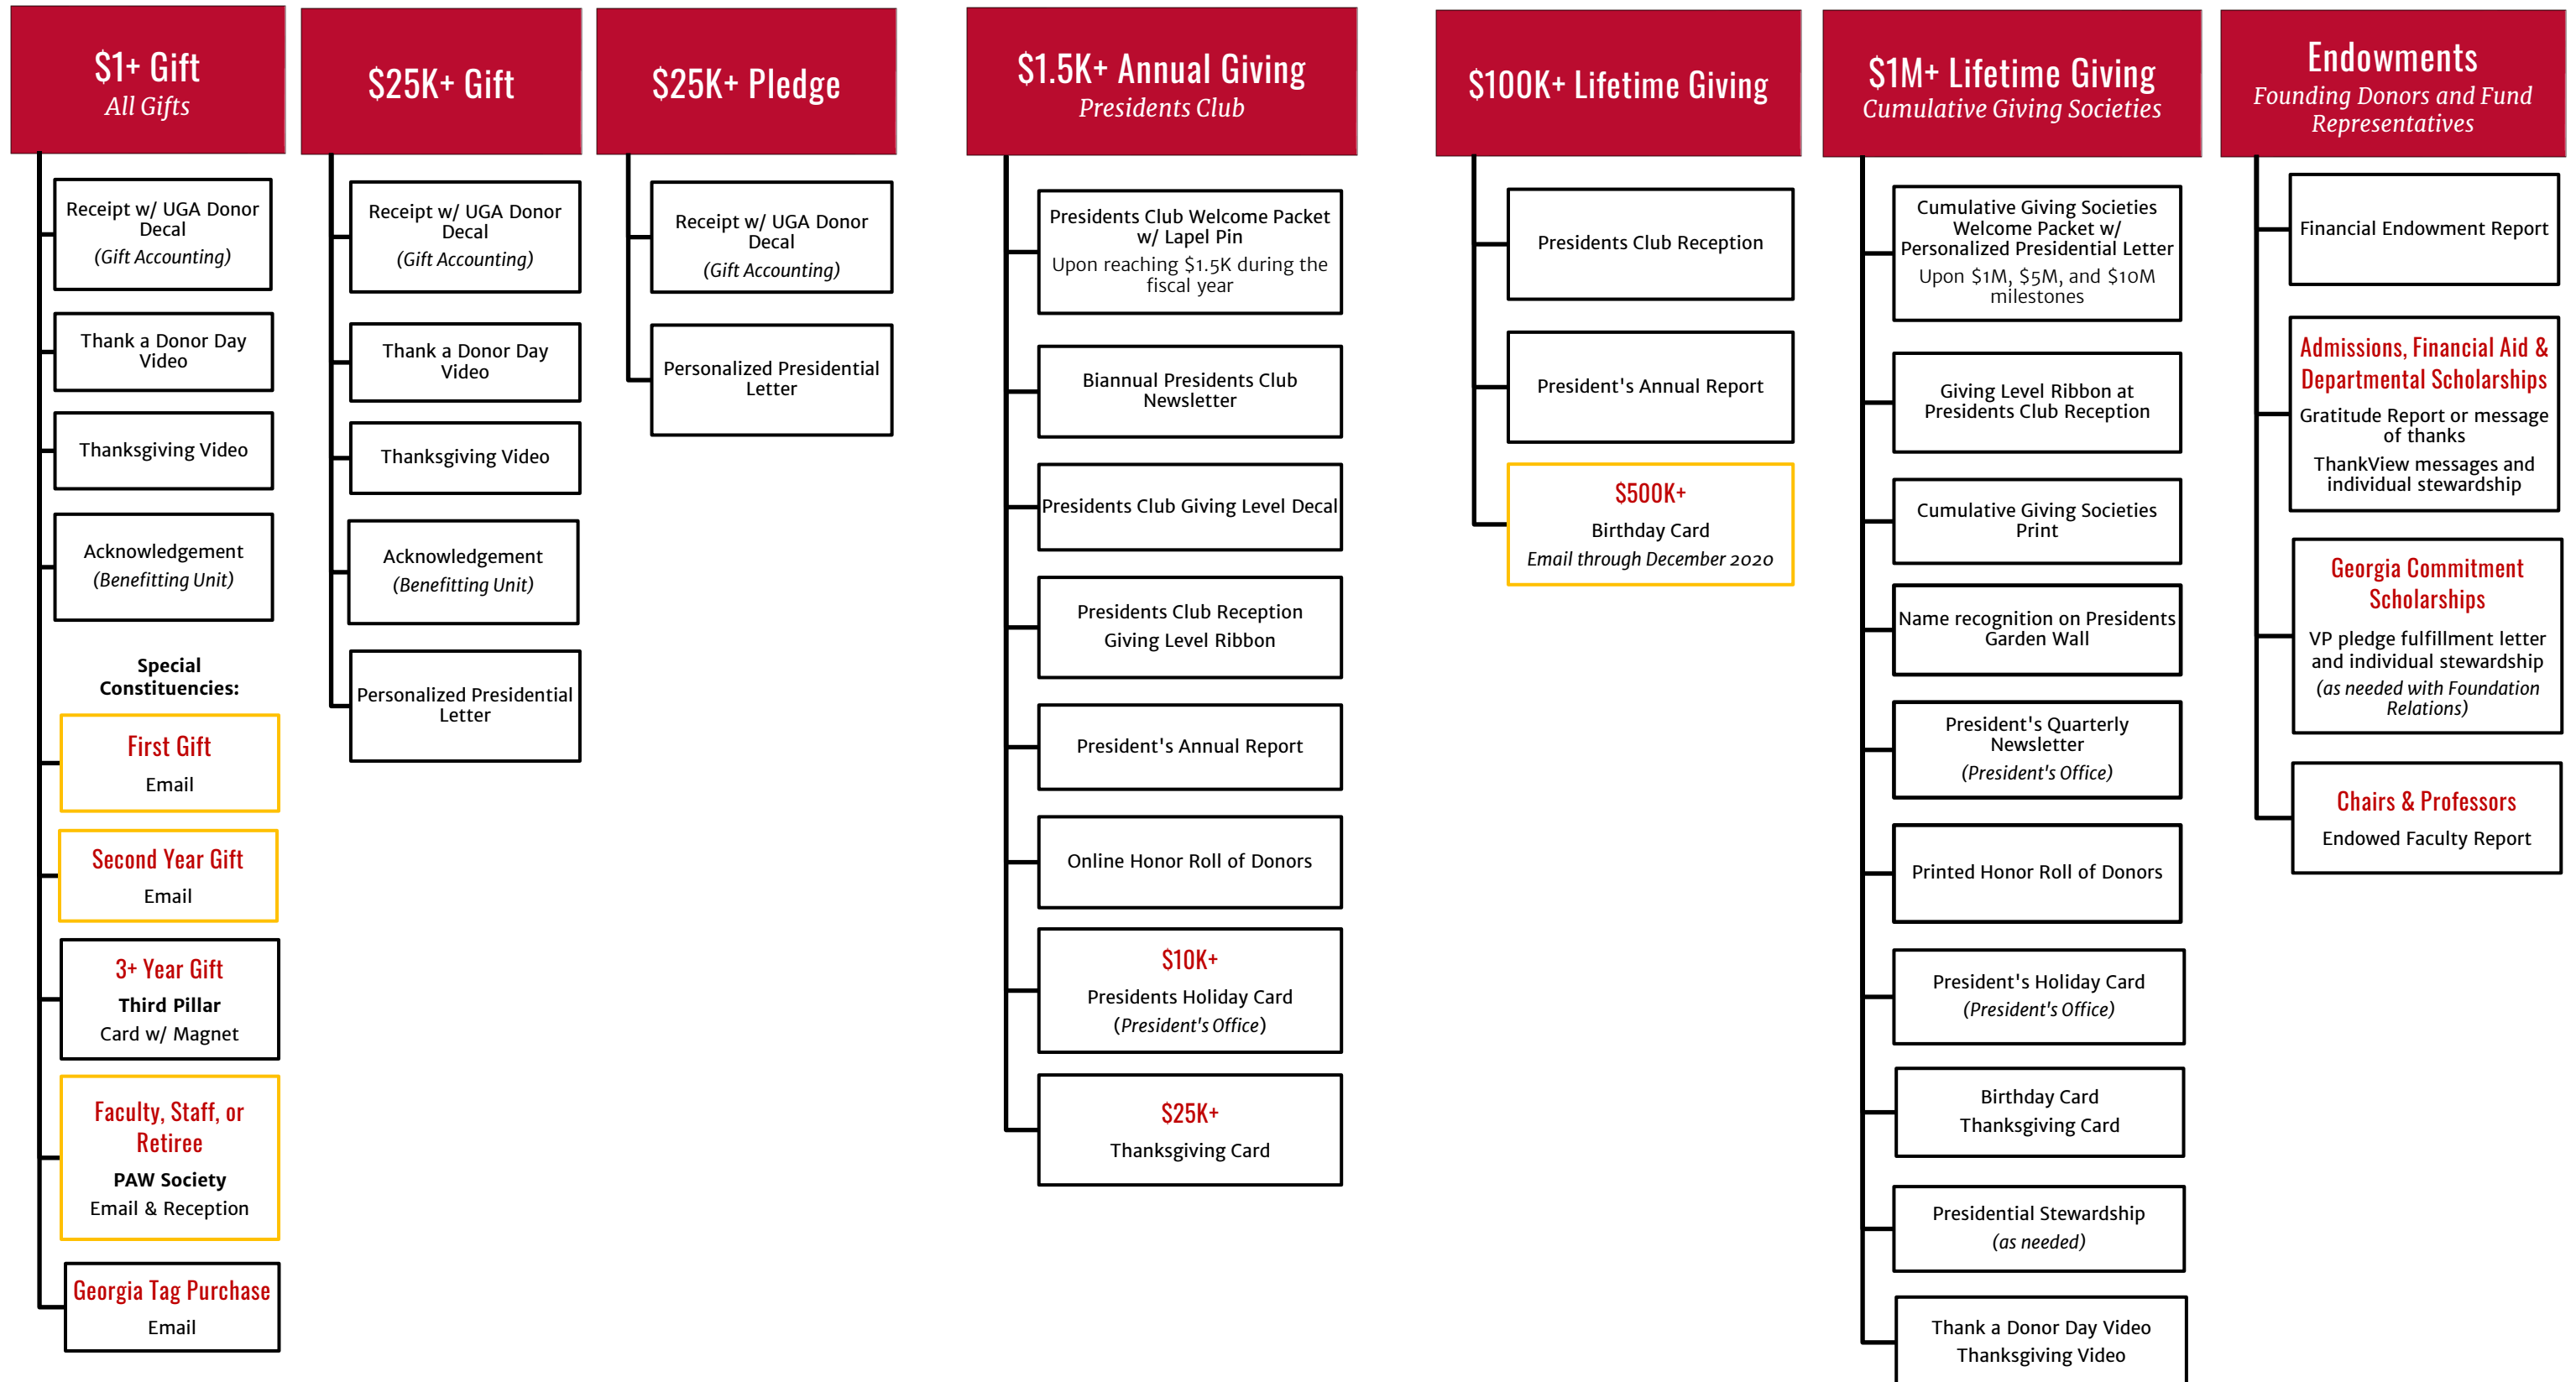 $1+ Gift
All Gifts
Receipt w/ UGA Donor
Decal
(Gift Accounting)
Thank a Donor Day
Video
Thanksgiving Video
Acknowledgement
(Benefitting Unit)
Special
Constituencies:
First Gift
Email
Second Year Gift
Email
3+ Year Gift
Third Pillar
Card w/ Magnet
Faculty, Staff, or
Retiree
PAW Society
Email & Reception
Georgia Tag Purchase
Email
$25K+ Gift
Receipt w/ UGA Donor
Decal
(Gift Accounting)
Thank a Donor Day
Video
Thanksgiving Video
Acknowledgement
(Benefitting Unit)
Personalized Presidential
Letter
$25K+ Pledge
Receipt w/ UGA Donor
Decal
(Gift Accounting)
Personalized Presidential
Letter
$1.5K+ Annual Giving
Presidents Club
Presidents Club Welcome Packet
w/ Lapel Pin
Upon reaching $1.5K during the
fiscal year
Biannual Presidents Club
Newsletter
Presidents Club Giving Level Decal
Presidents Club Reception
Giving Level Ribbon
President's Annual Report
Online Honor Roll of Donors
$10K+
Presidents Holiday Card
(President's Office)
$25K+
Thanksgiving Card
$100K+ Lifetime Giving
Presidents Club Reception
President's Annual Report
$500K+
Birthday Card
Email through December 2020
$1M+ Lifetime Giving
Cumulative Giving Societies
Cumulative Giving Societies
Welcome Packet w/
Personalized Presidential Letter
Upon $1M, $5M, and $10M
milestones
Giving Level Ribbon at
Presidents Club Reception
Cumulative Giving Societies
Print
Name recognition on Presidents
Garden Wall
President's Quarterly
Newsletter
(President's Office)
Printed Honor Roll of Donors
President's Holiday Card
(President's Office)
Birthday Card
Thanksgiving Card
Presidential Stewardship
(as needed)
Thank a Donor Day Video
Thanksgiving Video
Endowments
Founding Donors and Fund
Representatives
Financial Endowment Report
Admissions, Financial Aid &
Departmental Scholarships
Gratitude Report or message
of thanks
ThankView messages and
individual stewardship
Georgia Commitment
Scholarships
VP pledge fulfillment letter
and individual stewardship
(as needed with Foundation
Relations)
Chairs & Professors
Endowed Faculty Report